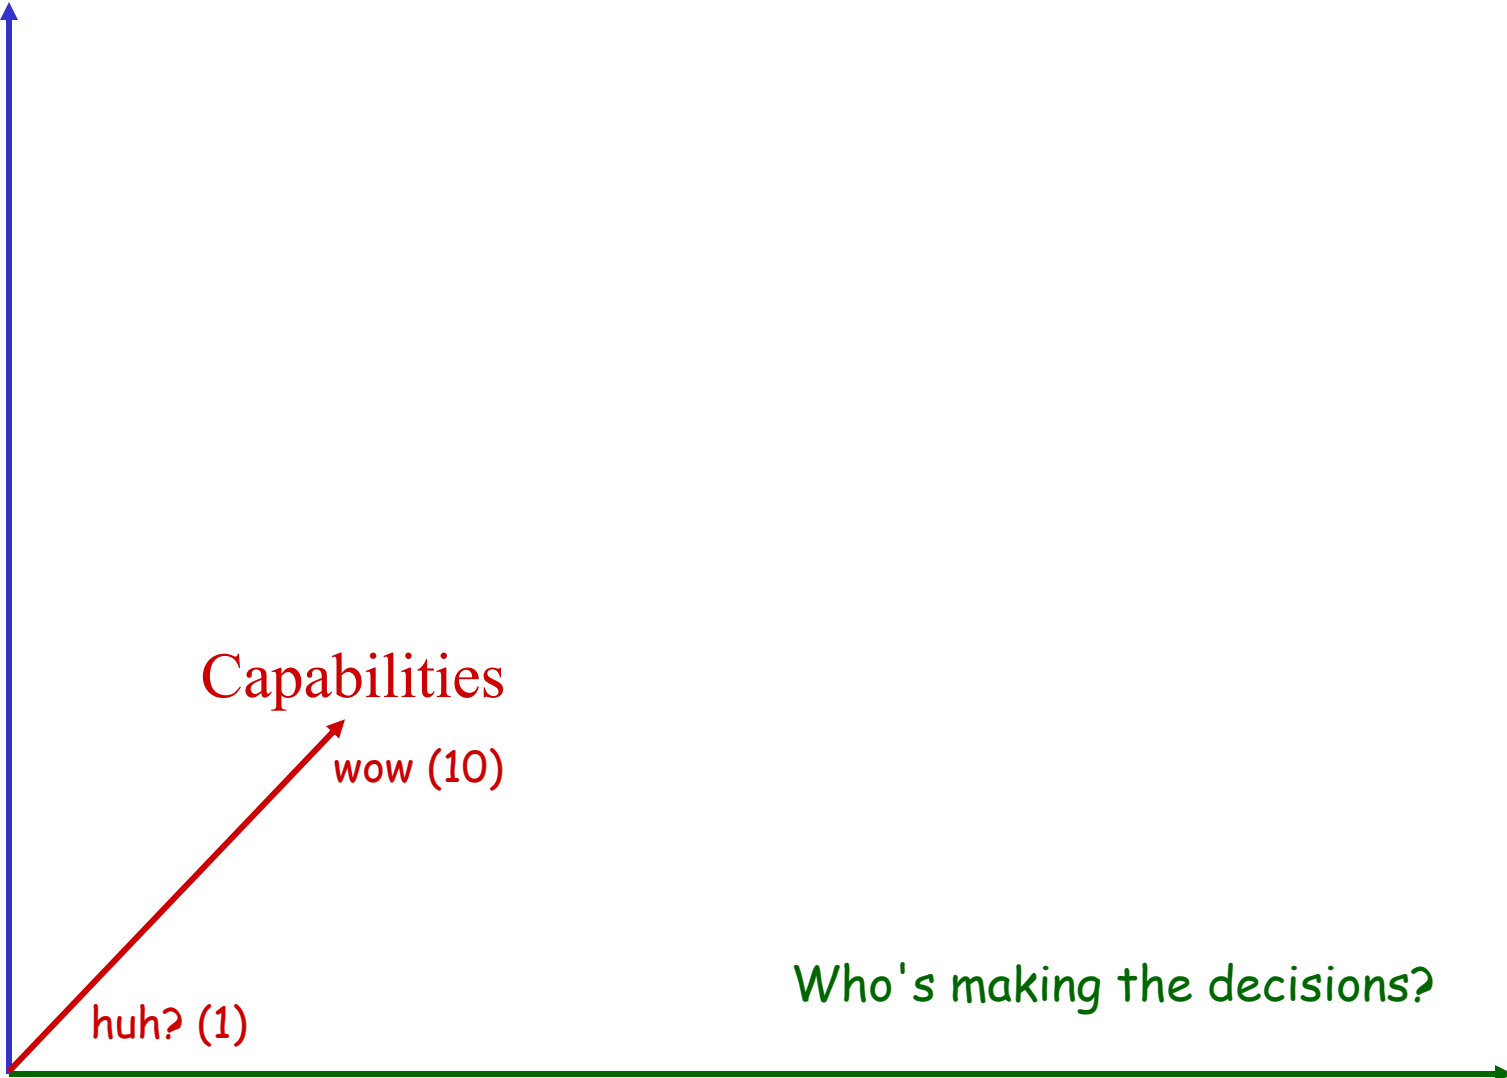 Capabilities
wow (10)
Who's making the decisions?
huh? (1)